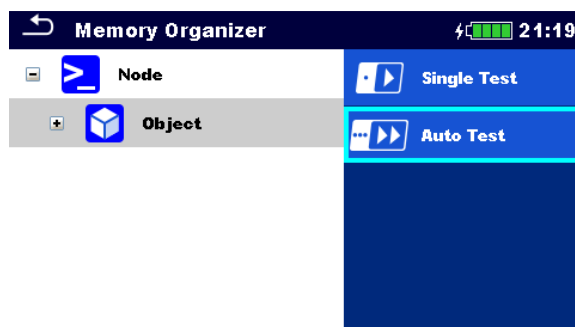 Memory Organizer
21:19
Node
Single Test
Object
Auto Test